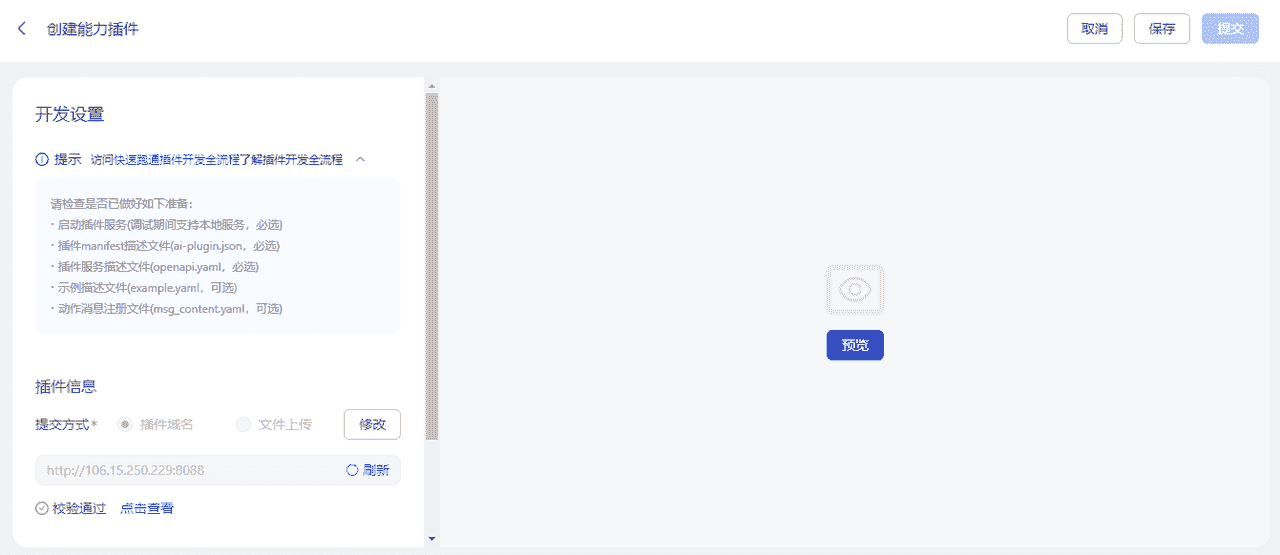 创建能力插件
取消 保存 提交
开发设置
提示 访问快速跑通插件开发全流程了解插件开发全流程
请检查是否已做好如下准备：
· 启动插件服务(调试期间支持本地服务，必选)
· 插件manifest描述文件(ai-plugin.json，必选)
· 插件服务描述文件(openapi.yaml，必选)
· 示例描述文件(example.yaml，可选)
· 动作消息注册文件(msg_content.yaml，可选)
预览
插件信息
提交方式* 插件域名 文件上传 修改
http://106.15.250.229:8088 刷新
校验通过 点击查看